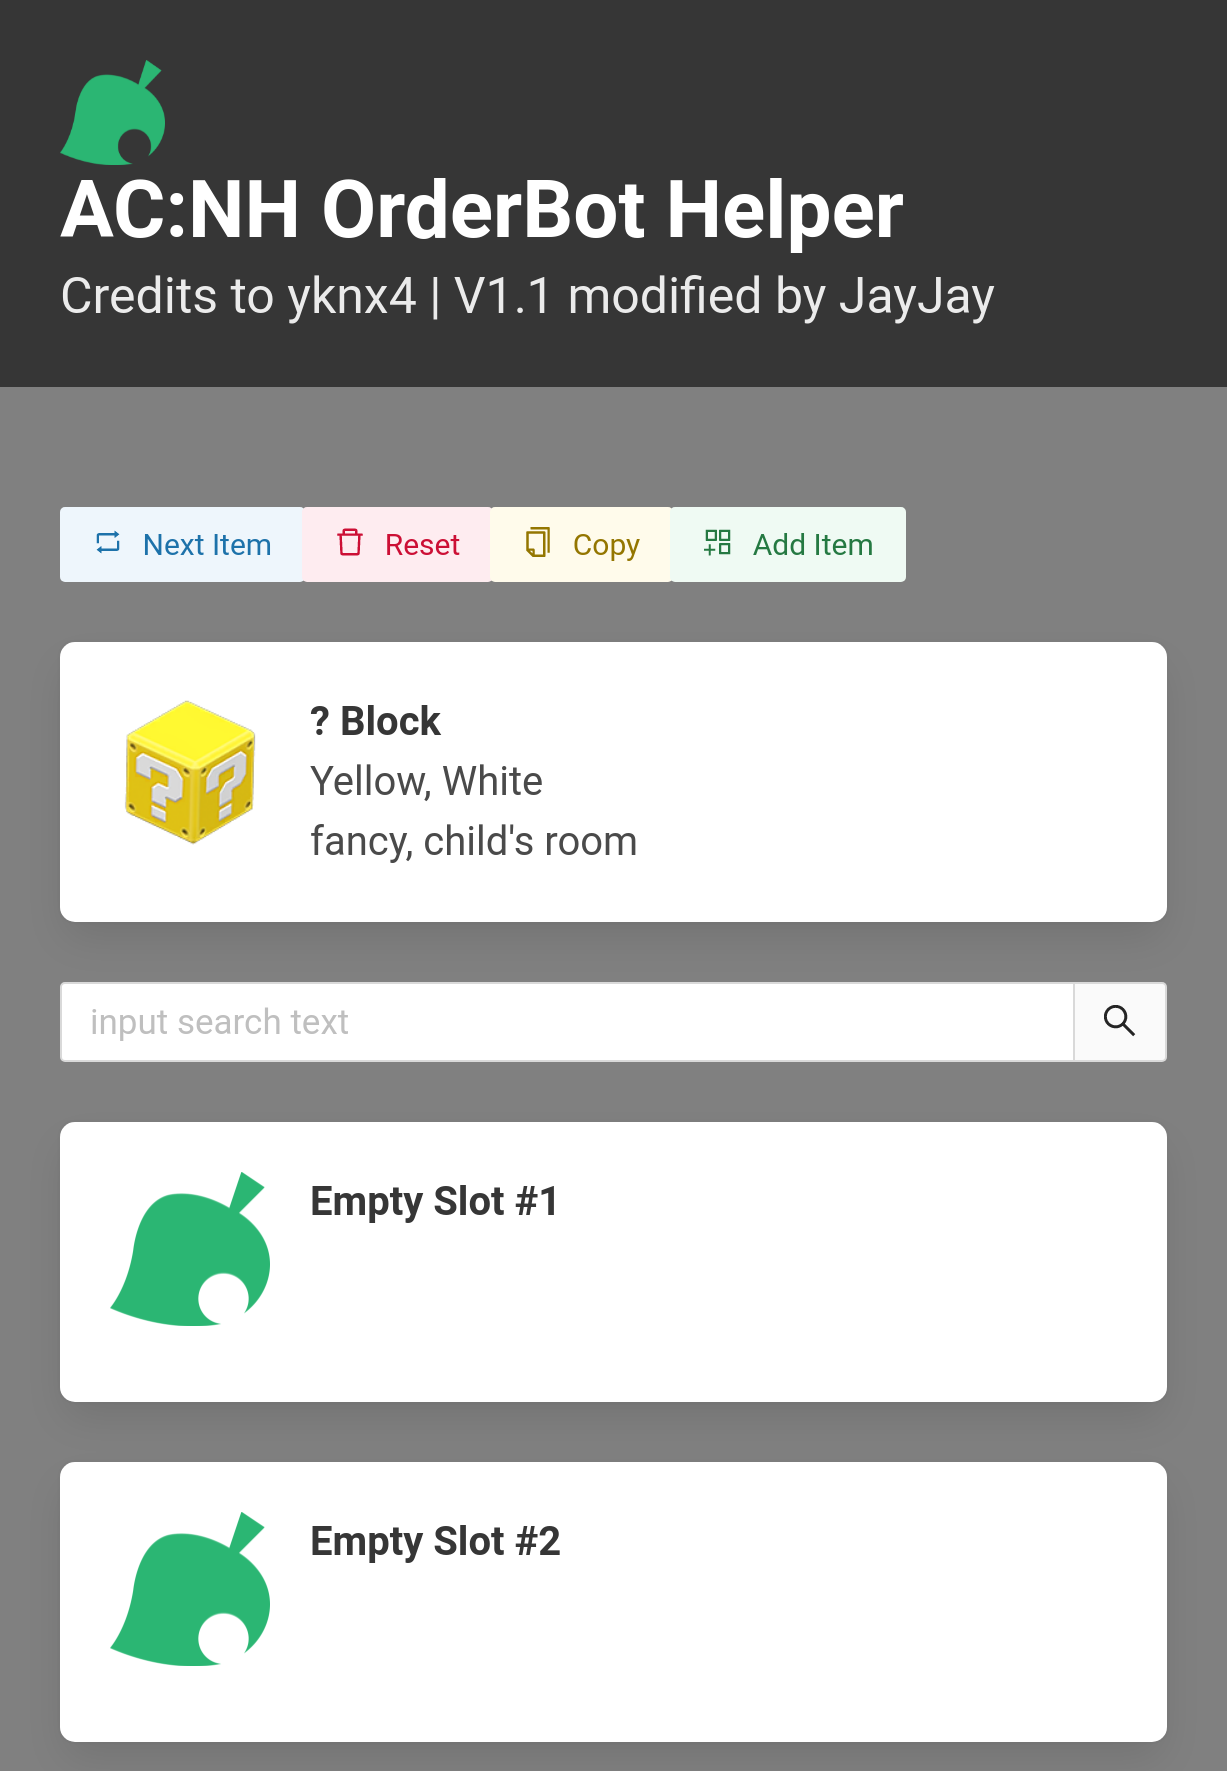 AC:NH OrderBot Helper
Credits to yknx4 | V1.1 modified by JayJay
Next Item
Reset
Copy
Add Item
? Block
Yellow, White
fancy, child's room
input search text
Empty Slot #1
Empty Slot #2